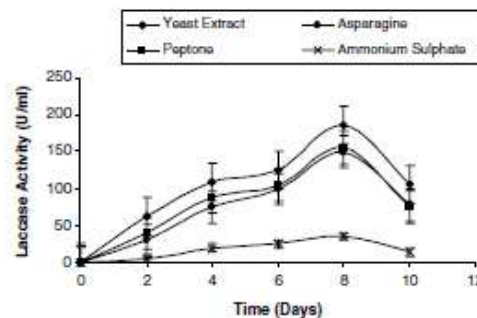 Yeast Extract Asparagine
Peptone Ammonium Sulphate
250
200
150
100
50
0
0 2 4 6 8 10 12
Laccase Activity (U/ml)
Time (Days)